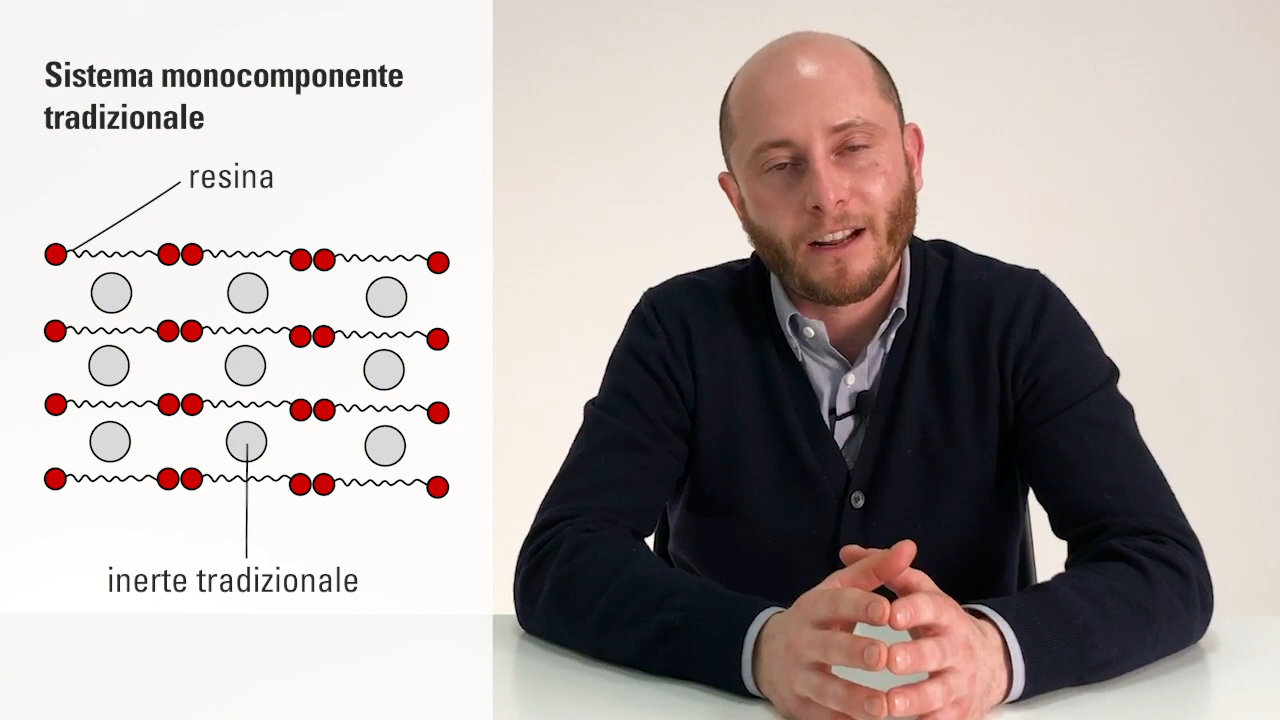 Sistema monocomponente
tradizionale
resina
inerte tradizionale